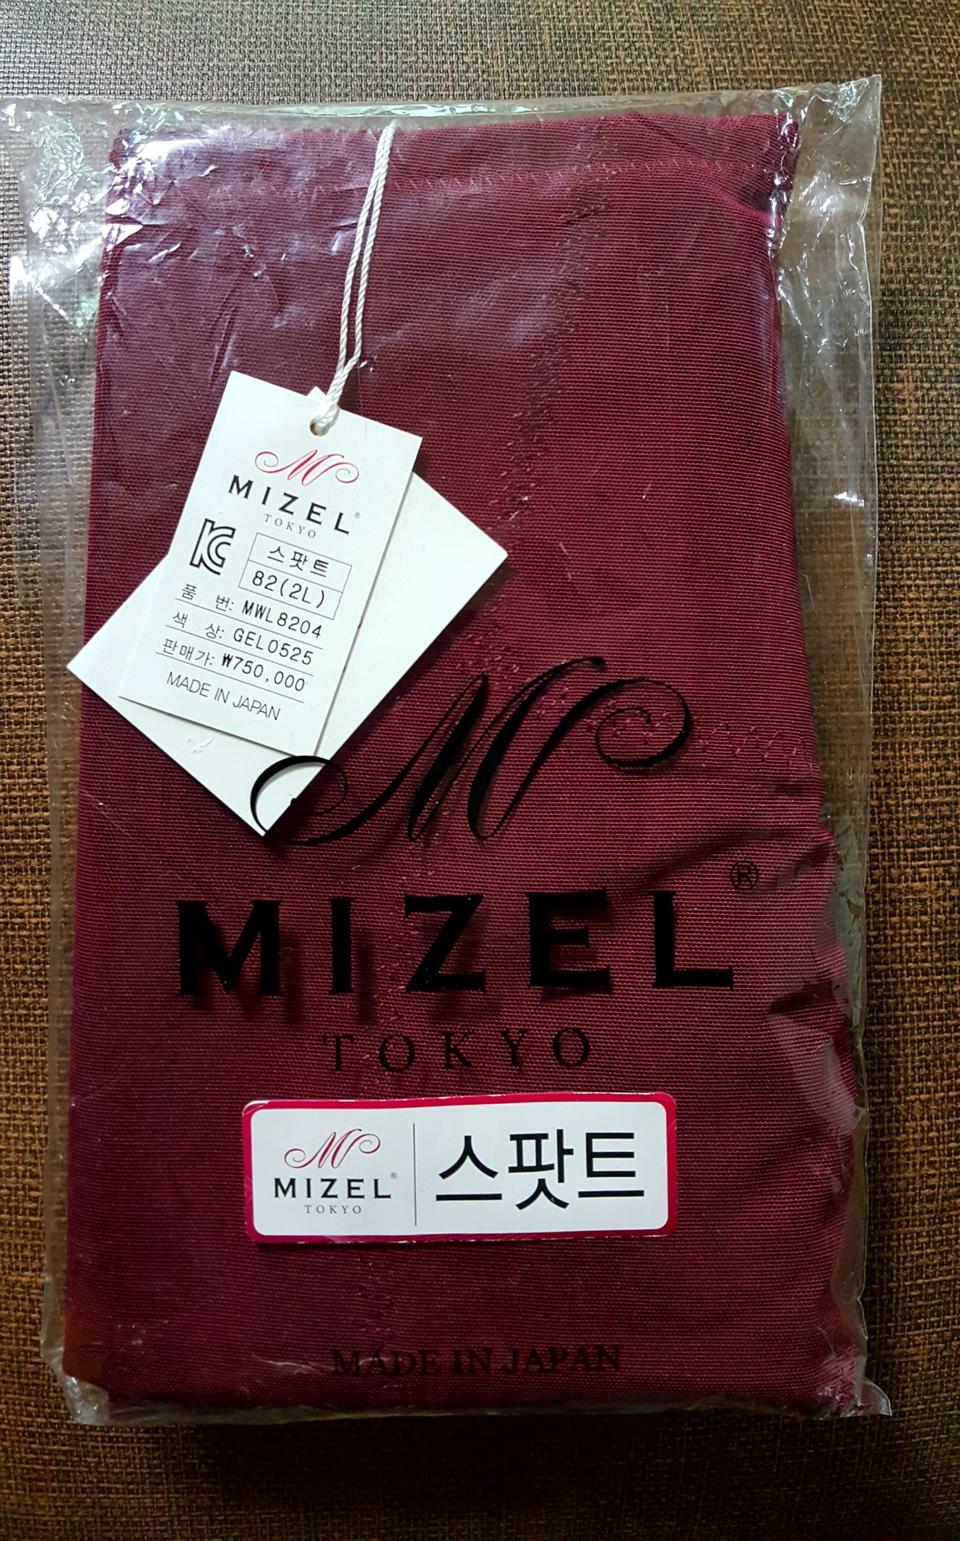 M
MIZEL®
TOKYO
스팟트
82(2L)
품 번: MWL8204
색 상: GEL0525
판매가: ₩750,000
MADE IN JAPAN
M
MIZEL®
TOKYO
M
MIZEL®
TOKYO
스팟트
MADE IN JAPAN